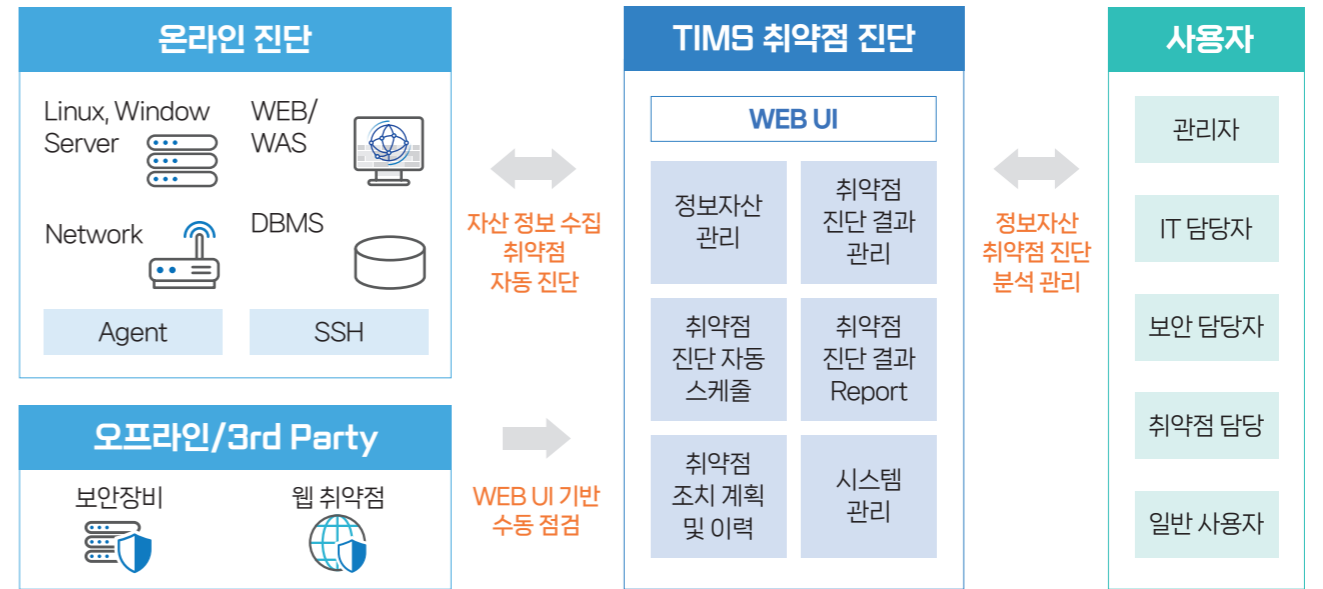 온라인 진단
Linux, Window
Server
WEB/
WAS
Network
DBMS
Agent
SSH
오프라인/3rd Party
보안장비
웹 취약점
자산 정보 수집
취약점
자동 진단
WEB UI 기반
수동 점검
TIMS 취약점 진단
WEB UI
정보자산
관리
취약점
진단 결과
관리
취약점
진단 자동
스케줄
취약점
진단 결과
Report
취약점
조치 계획
및 이력
시스템
관리
정보자산
취약점 진단
분석 관리
사용자
관리자
IT 담당자
보안 담당자
취약점 담당
일반 사용자